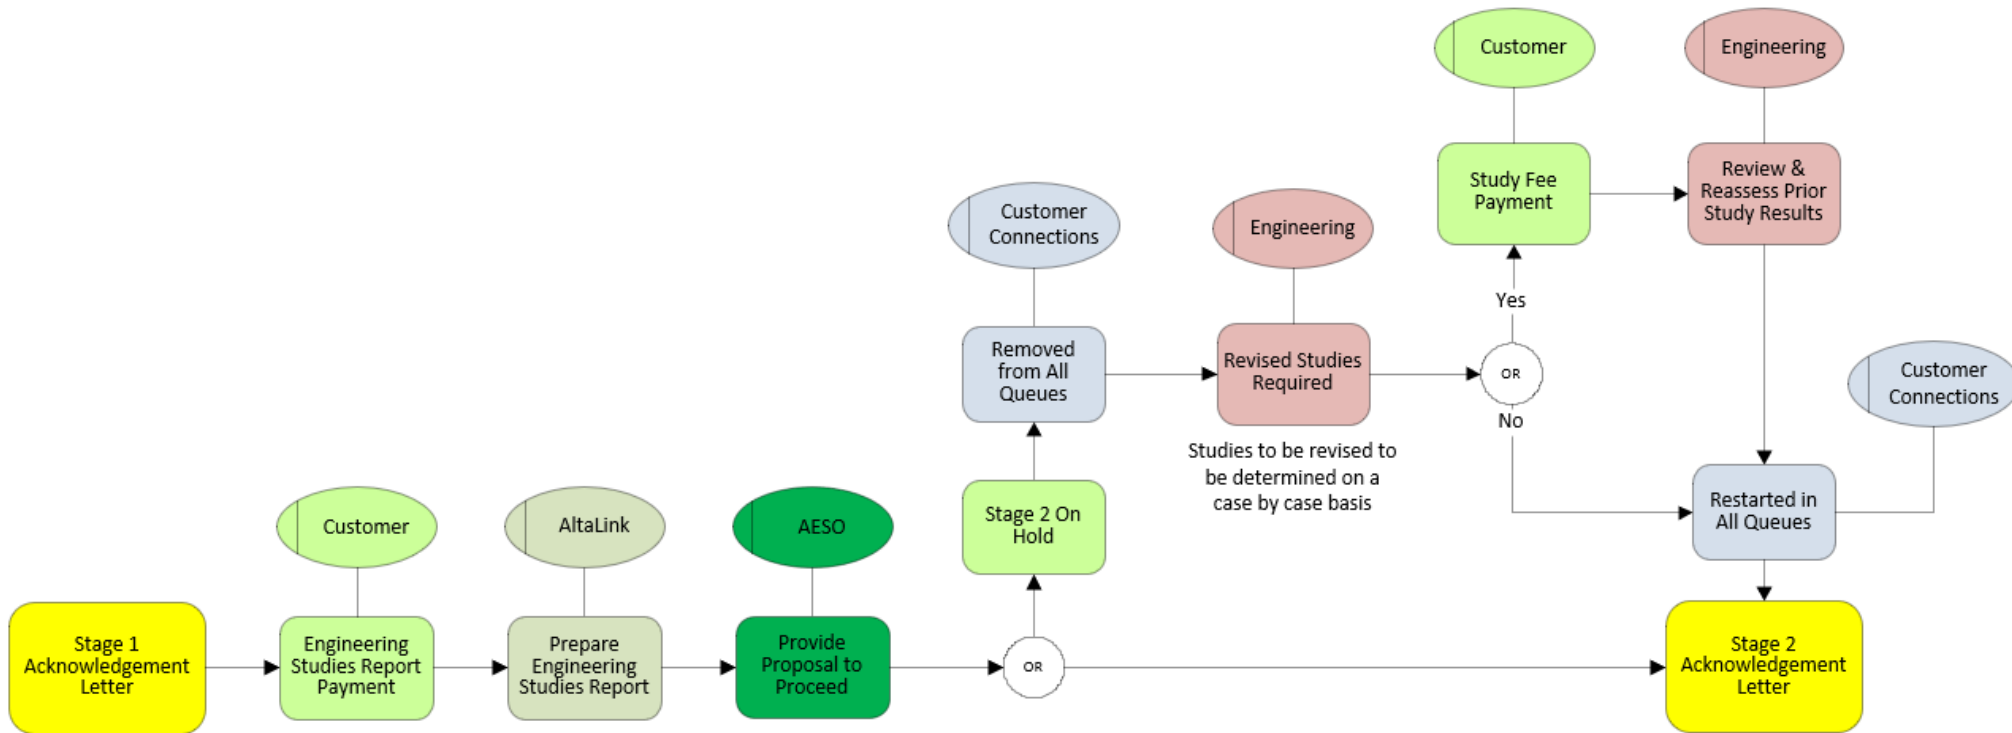 Customer
Engineering
Study Fee
Payment
Review &
Reassess Prior
Study Results
Customer
Connections
Engineering
Yes
Removed
from All
Queues
Revised Studies
Required
OR
No
Customer
Connections
Studies to be revised to
be determined on a
case by case basis
Stage 2 On
Hold
Restarted in
All Queues
Customer
AltaLink
AESO
Stage 1
Acknowledgement
Letter
Engineering
Studies Report
Payment
Prepare
Engineering
Studies Report
Provide
Proposal to
Proceed
OR
Stage 2
Acknowledgement
Letter